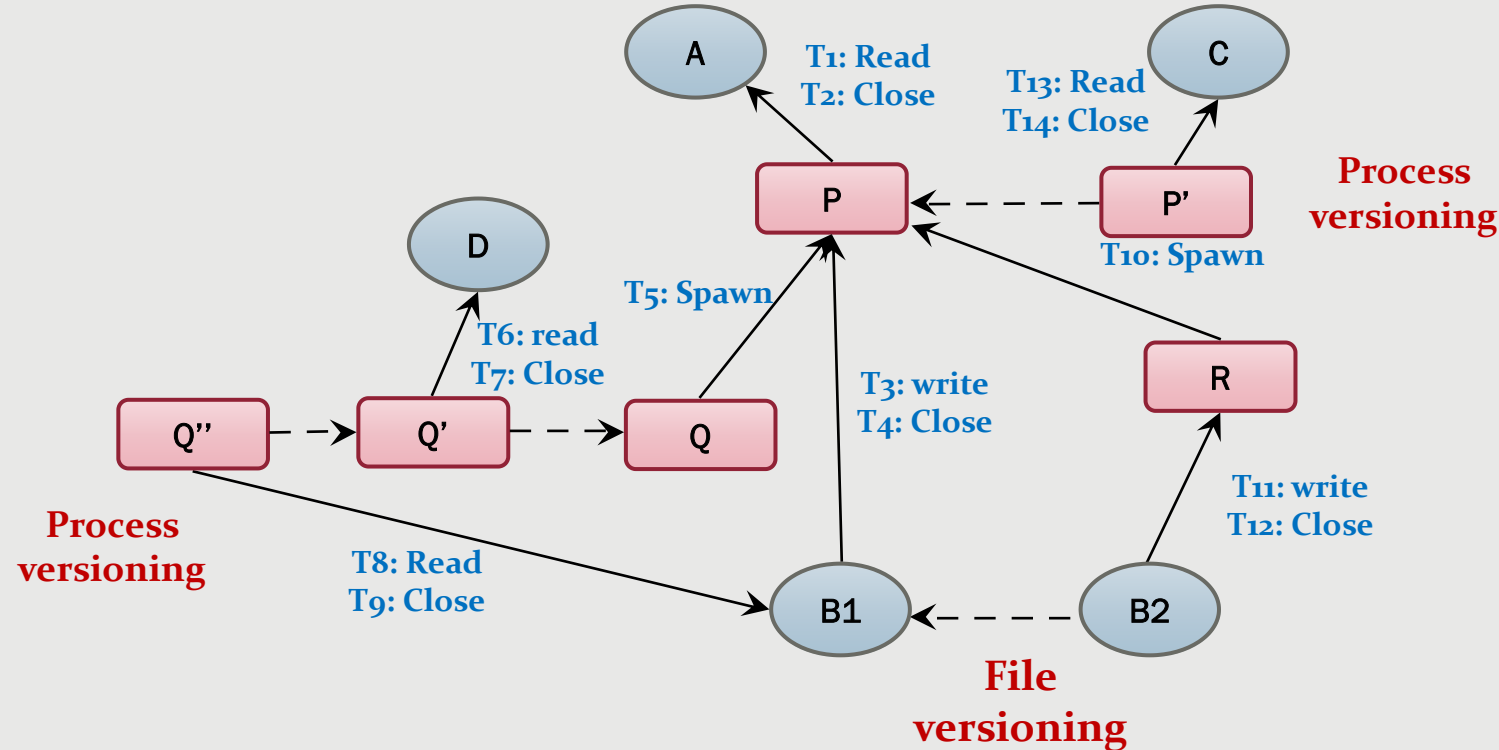 A
T1: Read
T2: Close
C
T13: Read
T14: Close
P
P'
Process
versioning
D
T10: Spawn
T5: Spawn
T6: read
T7: Close
R
T3: write
T4: Close
Q''
Q'
Q
T11: write
T12: Close
Process
versioning
T8: Read
T9: Close
B1
B2
File
versioning